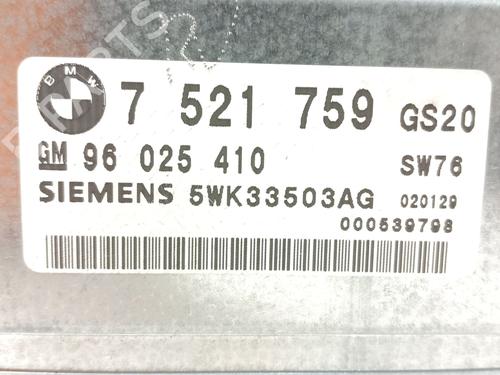 BMW
7 521 759 GS20
GM 96 025 410 SW76
SIEMENS 5WK33503AG 020129
000539798